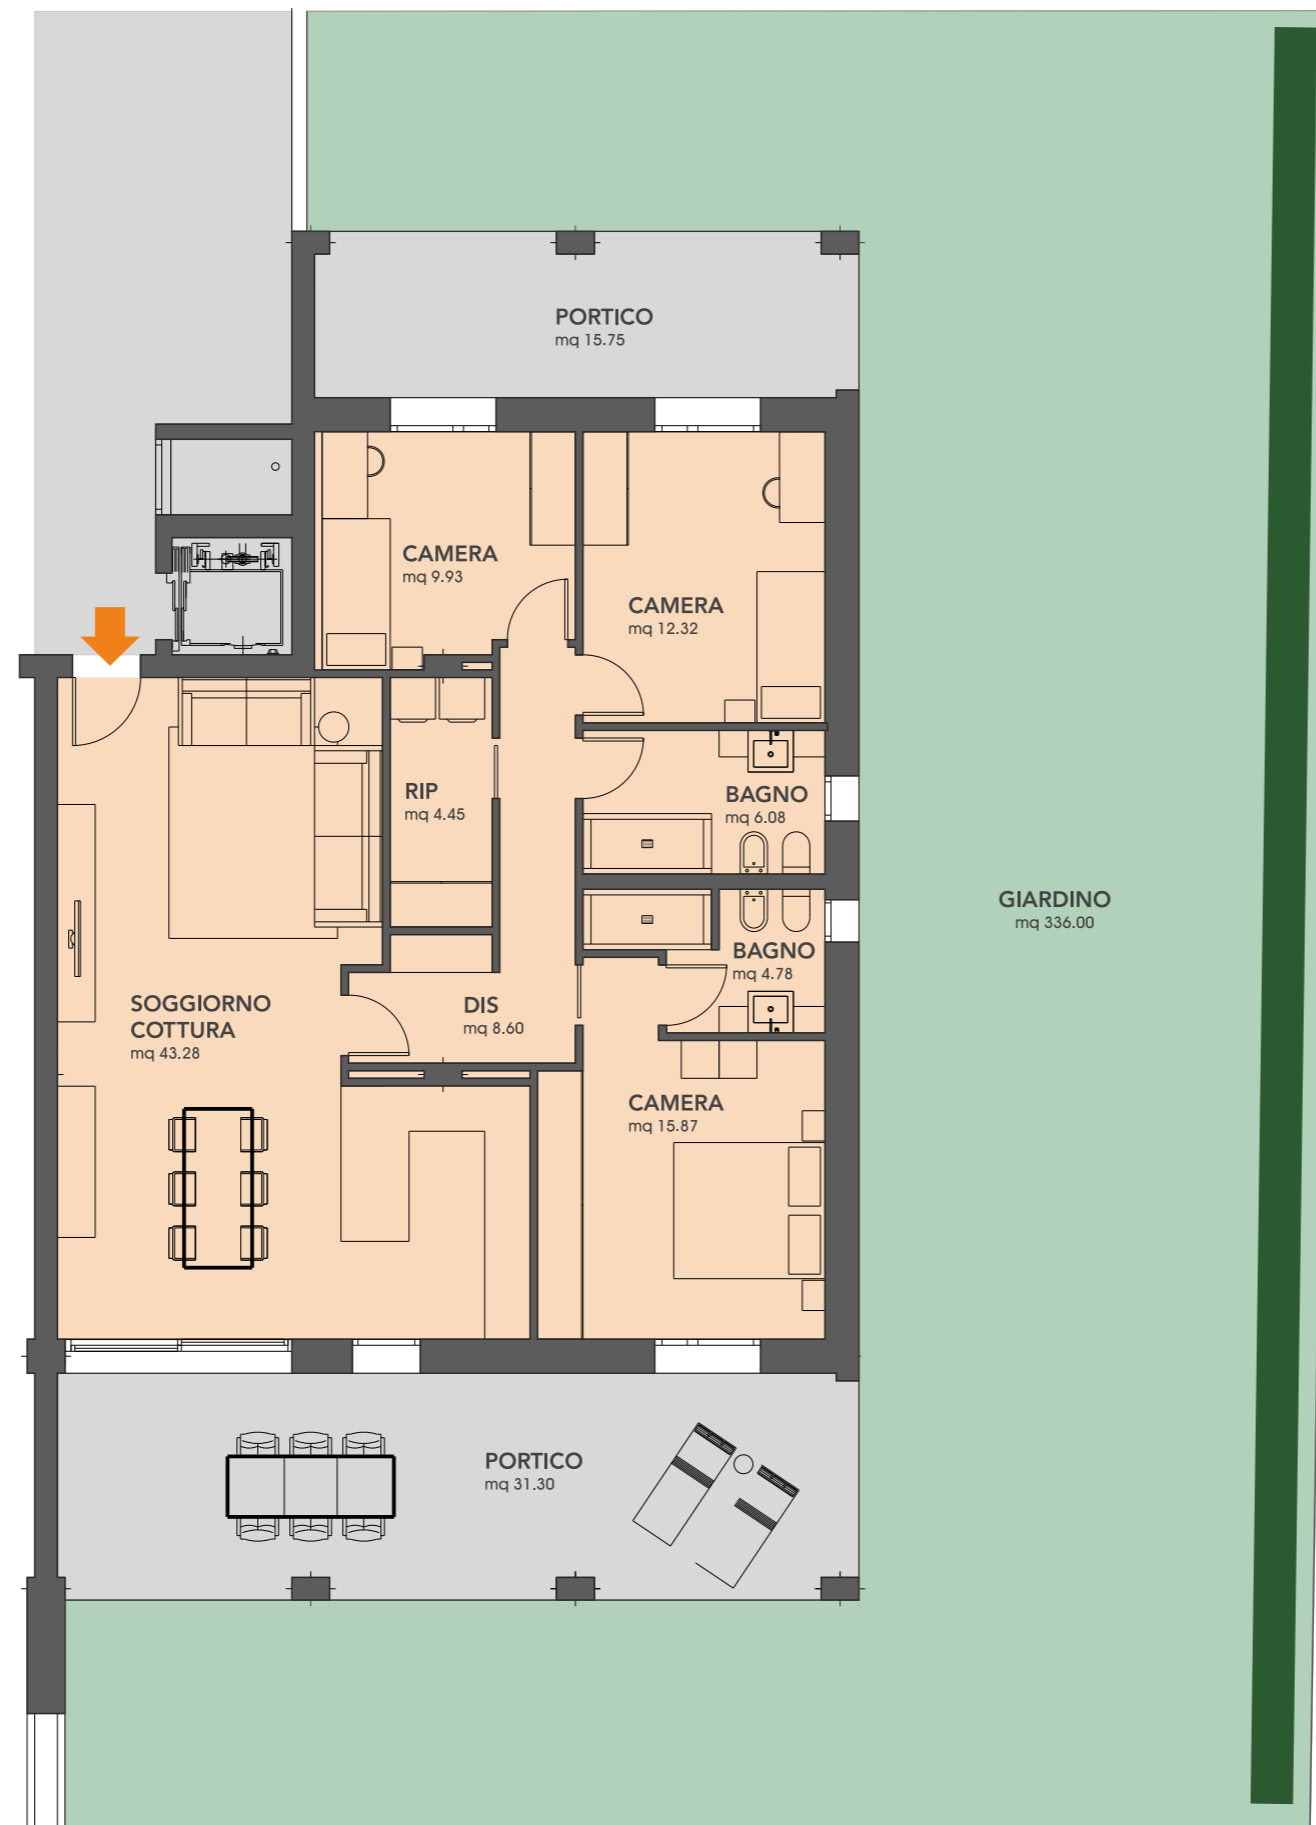 PORTICO
mq 15.75
CAMERA
mq 9.93
CAMERA
mq 12.32
RIP
mq 4.45
BAGNO
mq 6.08
GIARDINO
mq 336.00
BAGNO
mq 4.78
SOGGIORNO
COTTURA
mq 43.28
DIS
mq 8.60
CAMERA
mq 15.87
PORTICO
mq 31.30